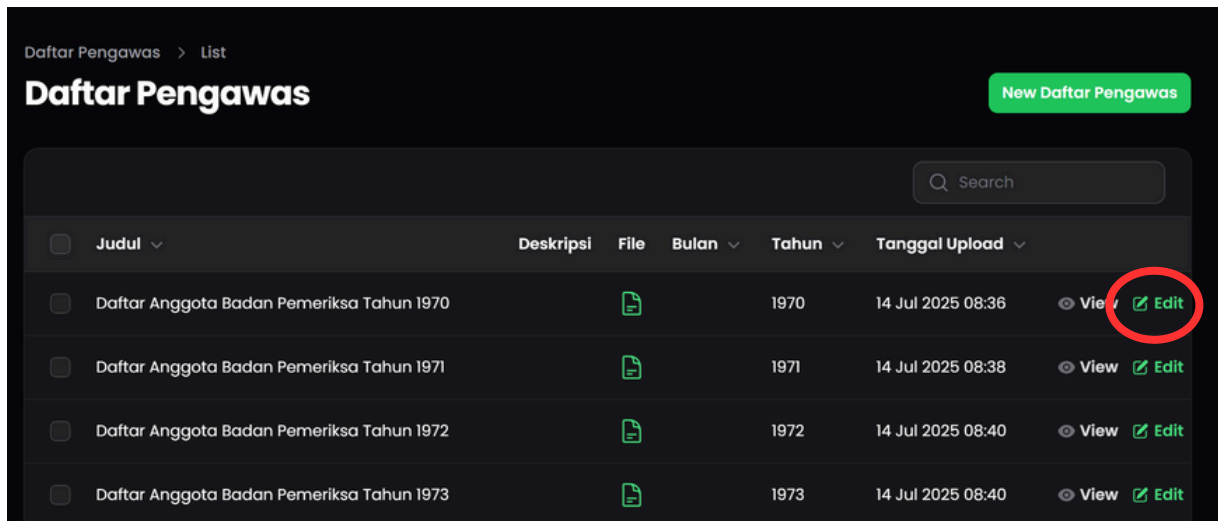 Daftar Pengawas > List
Daftar Pengawas
New Daftar Pengawas
Search
Judul Deskripsi File Bulan Tahun Tanggal Upload
Daftar Anggota Badan Pemeriksa Tahun 1970 1970 14 Jul 2025 08:36 View Edit
Daftar Anggota Badan Pemeriksa Tahun 1971 1971 14 Jul 2025 08:38 View Edit
Daftar Anggota Badan Pemeriksa Tahun 1972 1972 14 Jul 2025 08:40 View Edit
Daftar Anggota Badan Pemeriksa Tahun 1973 1973 14 Jul 2025 08:40 View Edit